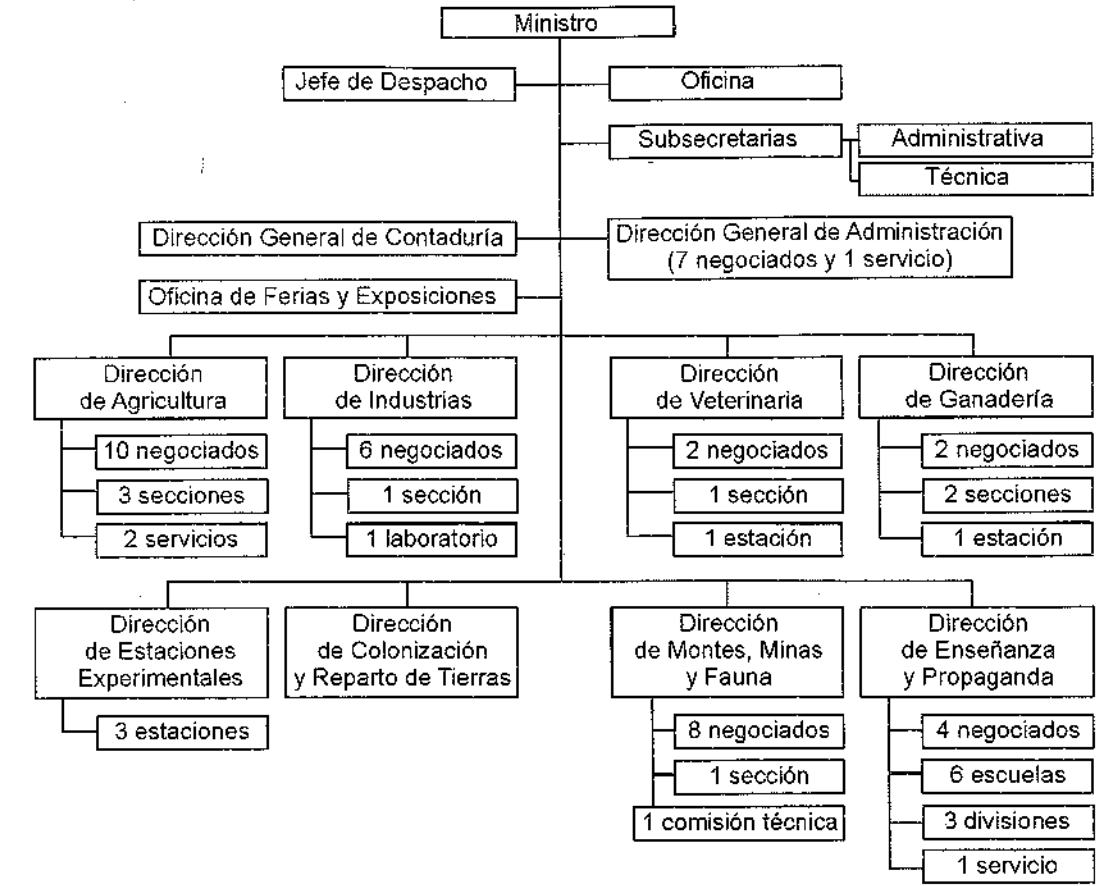 Ministro
Jefe de Despacho
Oficina
Subsecretarias
Administrativa
Técnica
Dirección General de Contaduría
Dirección General de Administración
(7 negociados y 1 servicio)
Oficina de Ferias y Exposiciones
Dirección
de Agricultura
10 negociados
3 secciones
2 servicios
Dirección
de Industrias
6 negociados
1 sección
1 laboratorio
Dirección
de Veterinaria
2 negociados
1 sección
1 estación
Dirección
de Ganadería
2 negociados
2 secciones
1 estación
Dirección
de Estaciones
Experimentales
3 estaciones
Dirección
de Colonización
y Reparto de Tierras
Dirección
de Montes, Minas
y Fauna
8 negociados
1 sección
1 comisión técnica
Dirección
de Enseñanza
y Propaganda
4 negociados
6 escuelas
3 divisiones
1 servicio